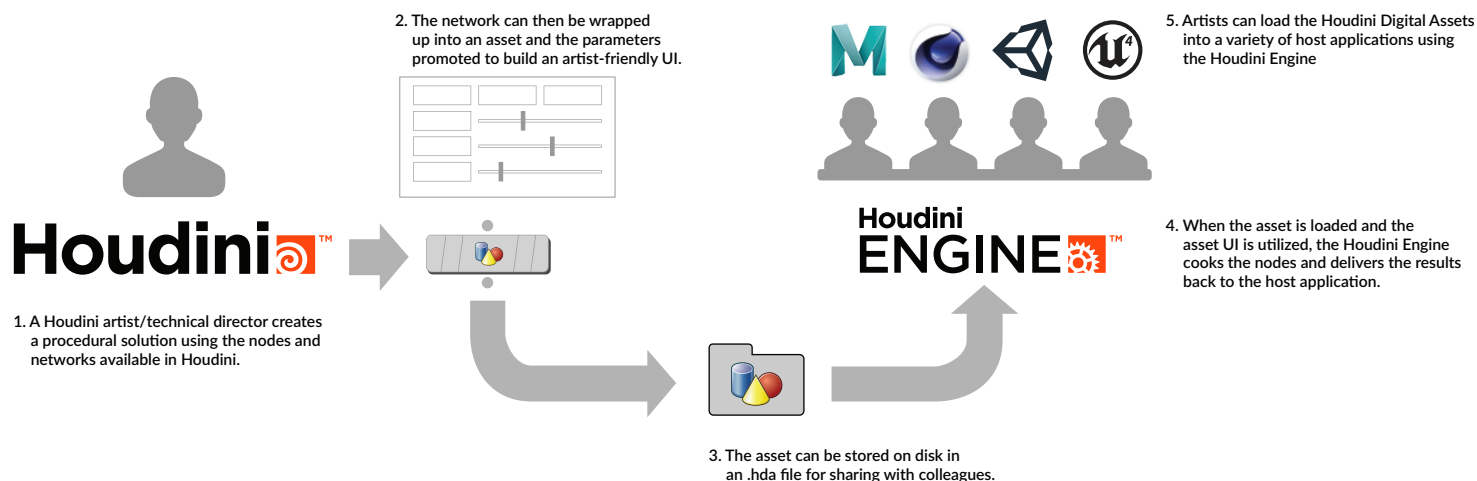 Houdini™
1. A Houdini artist/technical director creates
a procedural solution using the nodes and
networks available in Houdini.
2. The network can then be wrapped
up into an asset and the parameters
promoted to build an artist-friendly UI.
3. The asset can be stored on disk in
an .hda file for sharing with colleagues.
Houdini
ENGINE™
4. When the asset is loaded and the
asset UI is utilized, the Houdini Engine
cooks the nodes and delivers the results
back to the host application.
M
U4
5. Artists can load the Houdini Digital Assets
into a variety of host applications using
the Houdini Engine